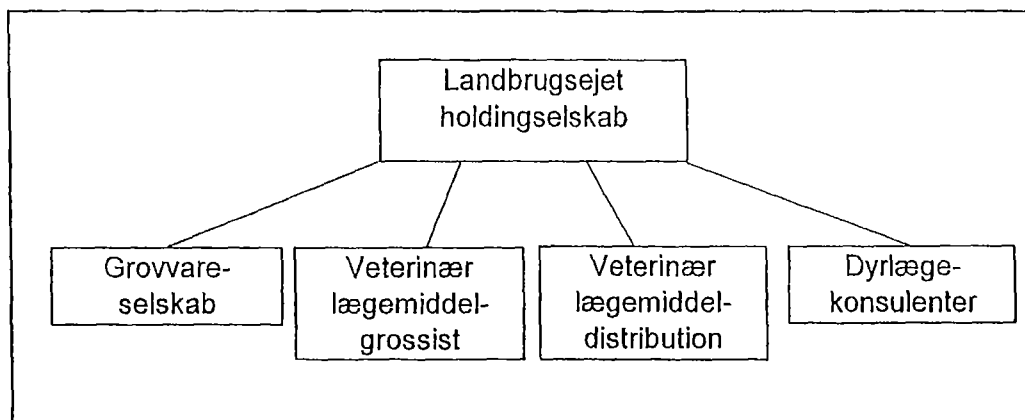 Landbrugsejet
holdingselskab
Grovvare-
selskab
Veterinær
lægemiddel-
grossist
Veterinær
lægemiddel-
distribution
Dyrlæge-
konsulenter